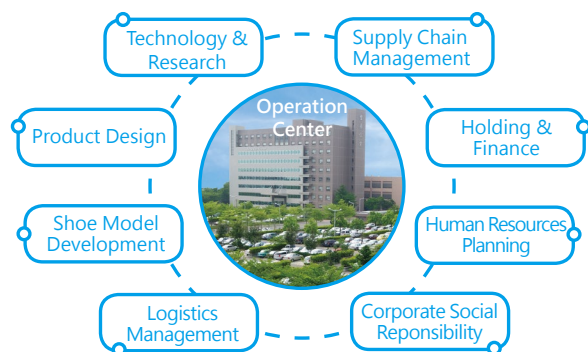 Technology &
Research
Supply Chain
Management
Operation
Center
Product Design
Holding &
Finance
Shoe Model
Development
Human Resources
Planning
Logistics
Management
Corporate Social
Reponsibility